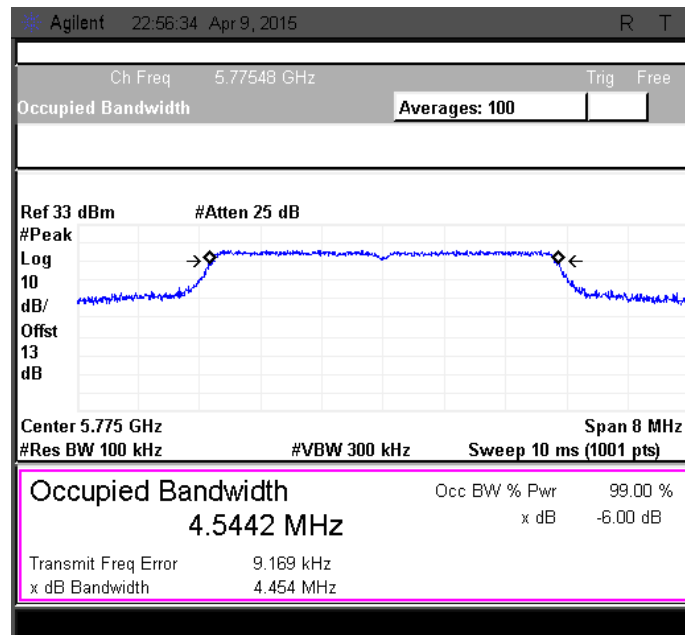 Agilent 22:56:34 Apr 9, 2015 R T
Ch Freq 5.77548 GHz Trig Free
Occupied Bandwidth Averages: 100
Ref 33 dBm #Atten 25 dB
#Peak
Log
10
dB/
Offst
13
dB
Center 5.775 GHz Span 8 MHz
#Res BW 100 kHz #VBW 300 kHz Sweep 10 ms (1001 pts)
Occupied Bandwidth Occ BW % Pwr 99.00 %
4.5442 MHz x dB -6.00 dB
Transmit Freq Error 9.169 kHz
x dB Bandwidth 4.454 MHz